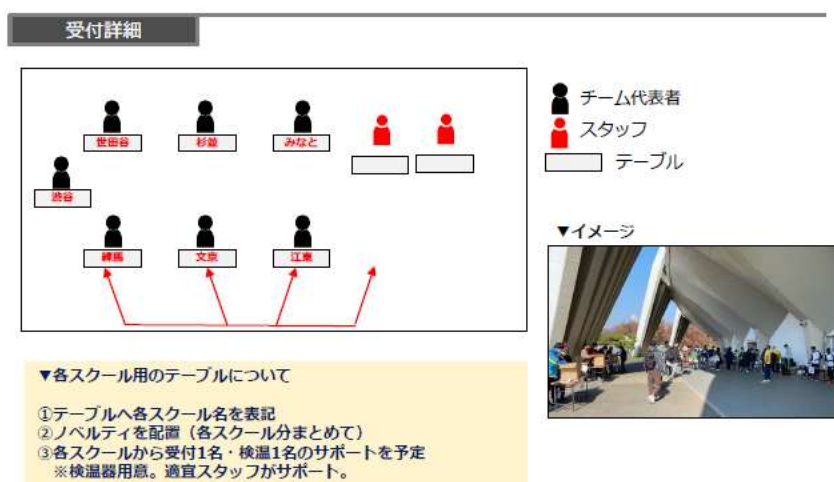 受付詳細
世田谷
杉並
みなと
渋谷
練馬
文京
江東
チーム代表者
スタッフ
テーブル
▼イメージ
▼各スクール用のテーブルについて
①テーブルへ各スクール名を表記
②ノベルティを配置（各スクール分まとめて）
③各スクールから受付1名・検温1名のサポートを予定
※検温器用意。適宜スタッフがサポート。